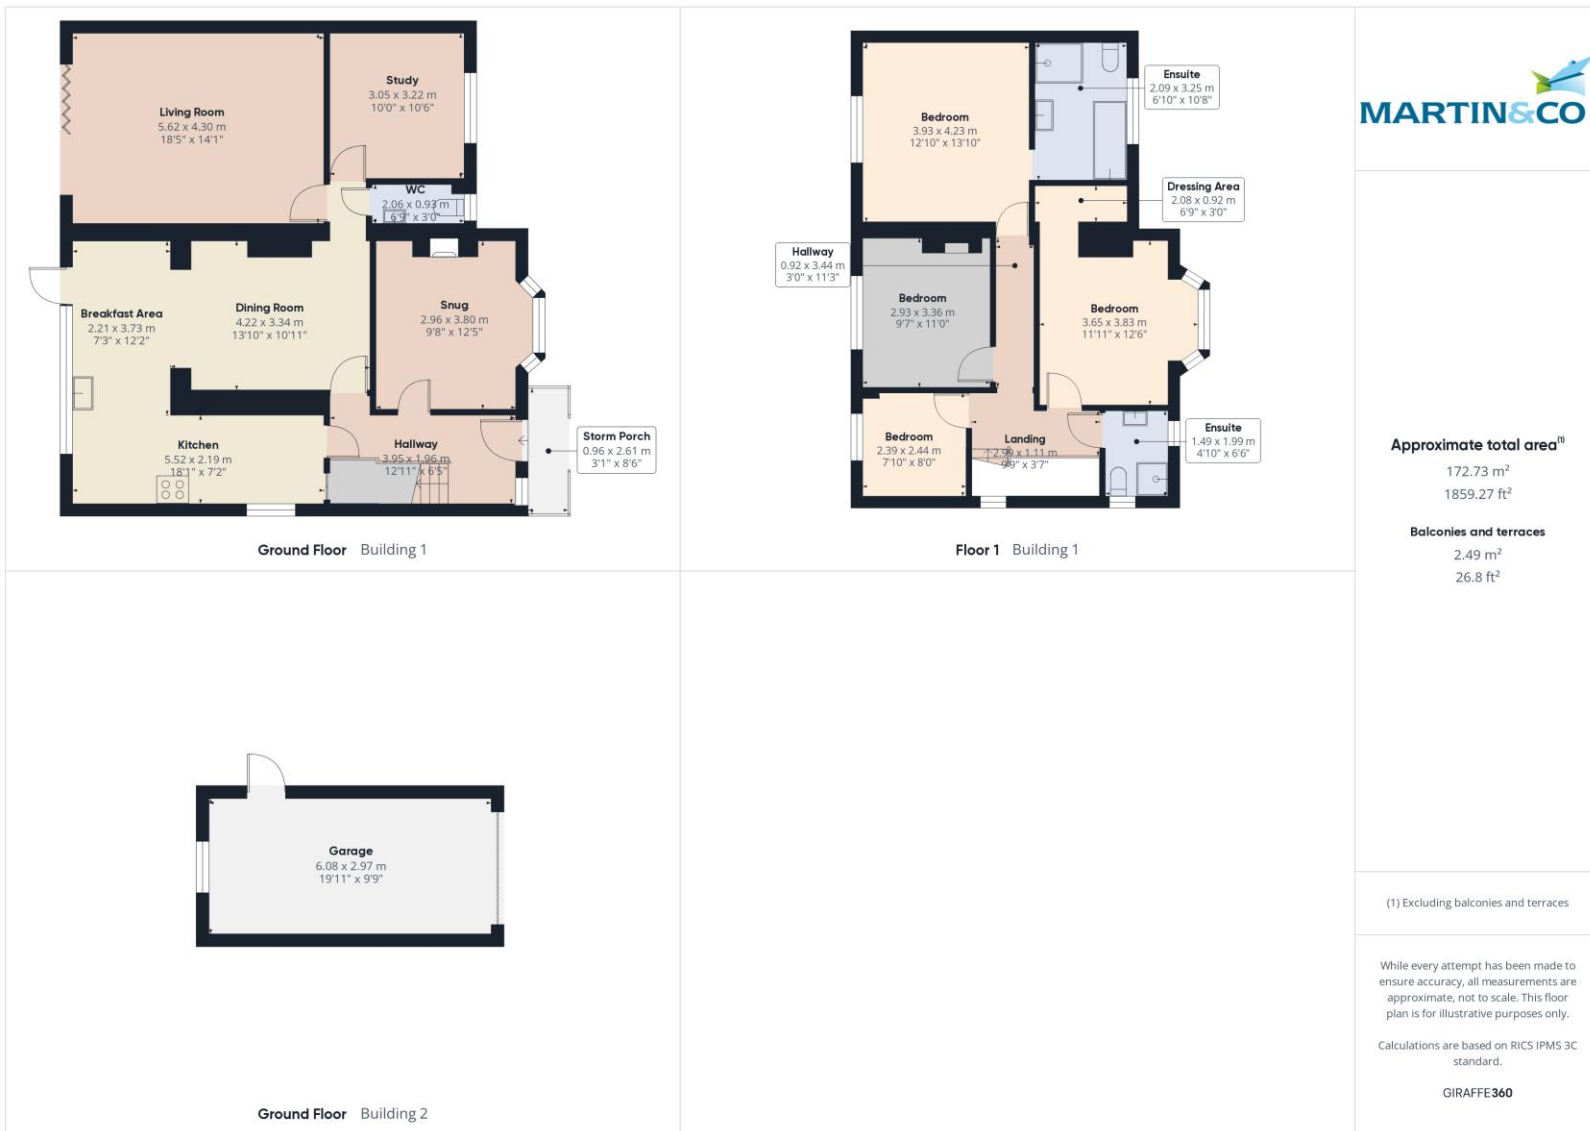 Living Room
5.62 x 4.30 m
18'5" x 14'1"
Study
3.05 x 3.22 m
10'0" x 10'6"
WC
2.06 x 0.93 m
6'9" x 3'0"
Breakfast Area
2.21 x 3.73 m
7'3" x 12'2"
Dining Room
4.22 x 3.34 m
13'10" x 10'11"
Snug
2.96 x 3.80 m
9'8" x 12'5"
Kitchen
5.52 x 2.19 m
18'1" x 7'2"
Hallway
3.95 x 1.96 m
12'11" x 6'5"
Storm Porch
0.96 x 2.61 m
3'1" x 8'6"
Ground Floor Building 1
Bedroom
3.93 x 4.23 m
12'10" x 13'10"
Ensuite
2.09 x 3.25 m
6'10" x 10'8"
Dressing Area
2.08 x 0.92 m
6'9" x 3'0"
Hallway
0.92 x 3.44 m
3'0" x 11'3"
Bedroom
2.93 x 3.36 m
9'7" x 11'0"
Bedroom
3.65 x 3.83 m
11'11" x 12'6"
Bedroom
2.39 x 2.44 m
7'10" x 8'0"
Landing
2.99 x 1.11 m
9'9" x 3'7"
Ensuite
1.49 x 1.99 m
4'10" x 6'6"
Floor 1 Building 1
Garage
6.08 x 2.97 m
19'11" x 9'9"
Ground Floor Building 2
MARTIN&CO
Approximate total area(1)
172.73 m²
1859.27 ft²
Balconies and terraces
2.49 m²
26.8 ft²
(1) Excluding balconies and terraces
While every attempt has been made to
ensure accuracy, all measurements are
approximate, not to scale. This floor
plan is for illustrative purposes only.
Calculations are based on RICS IPMS 3C
standard.
GIRAFFE360